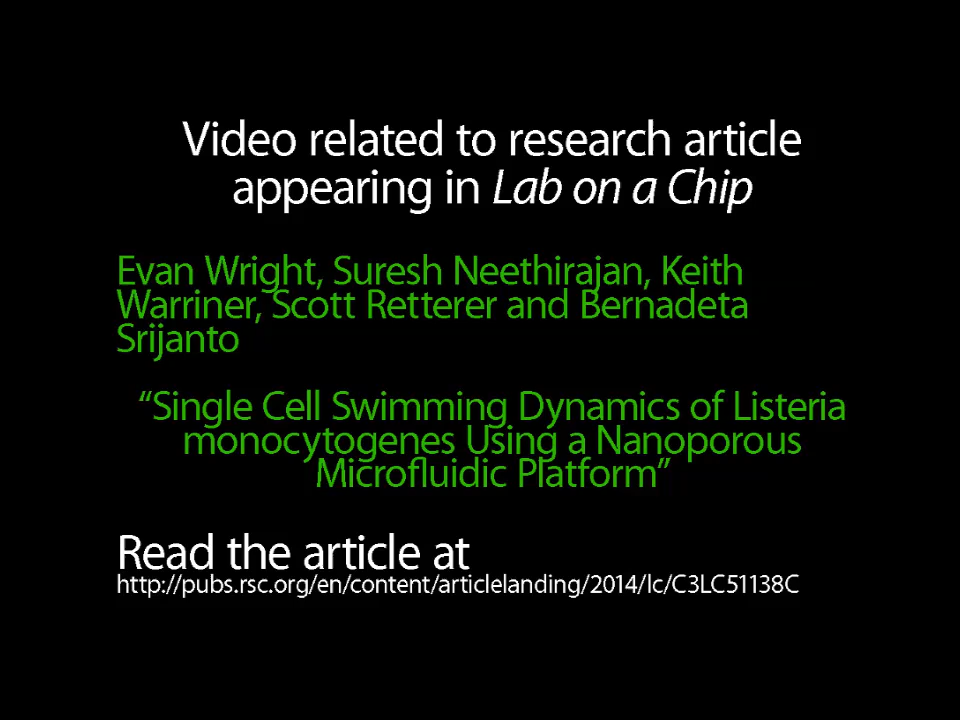 Video related to research article
appearing in Lab on a Chip
Evan Wright, Suresh Neethirajan, Keith
Warriner, Scott Retterer and Bernadeta
Srijanto
“Single Cell Swimming Dynamics of Listeria
monocytogenes Using a Nanoporous
Microfluidic Platform”
Read the article at
http://pubs.rsc.org/en/content/articlelanding/2014/lc/C3LC51138C